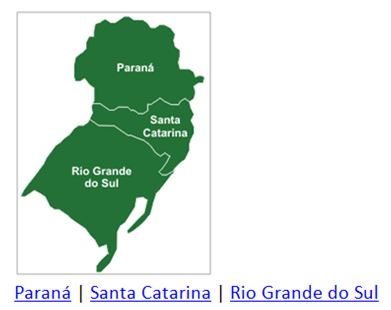 Paraná
Santa
Catarina
Rio Grande
do Sul
Paraná | Santa Catarina | Rio Grande do Sul